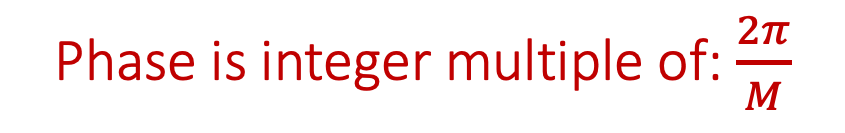 Phase is integer multiple of: 2π/M